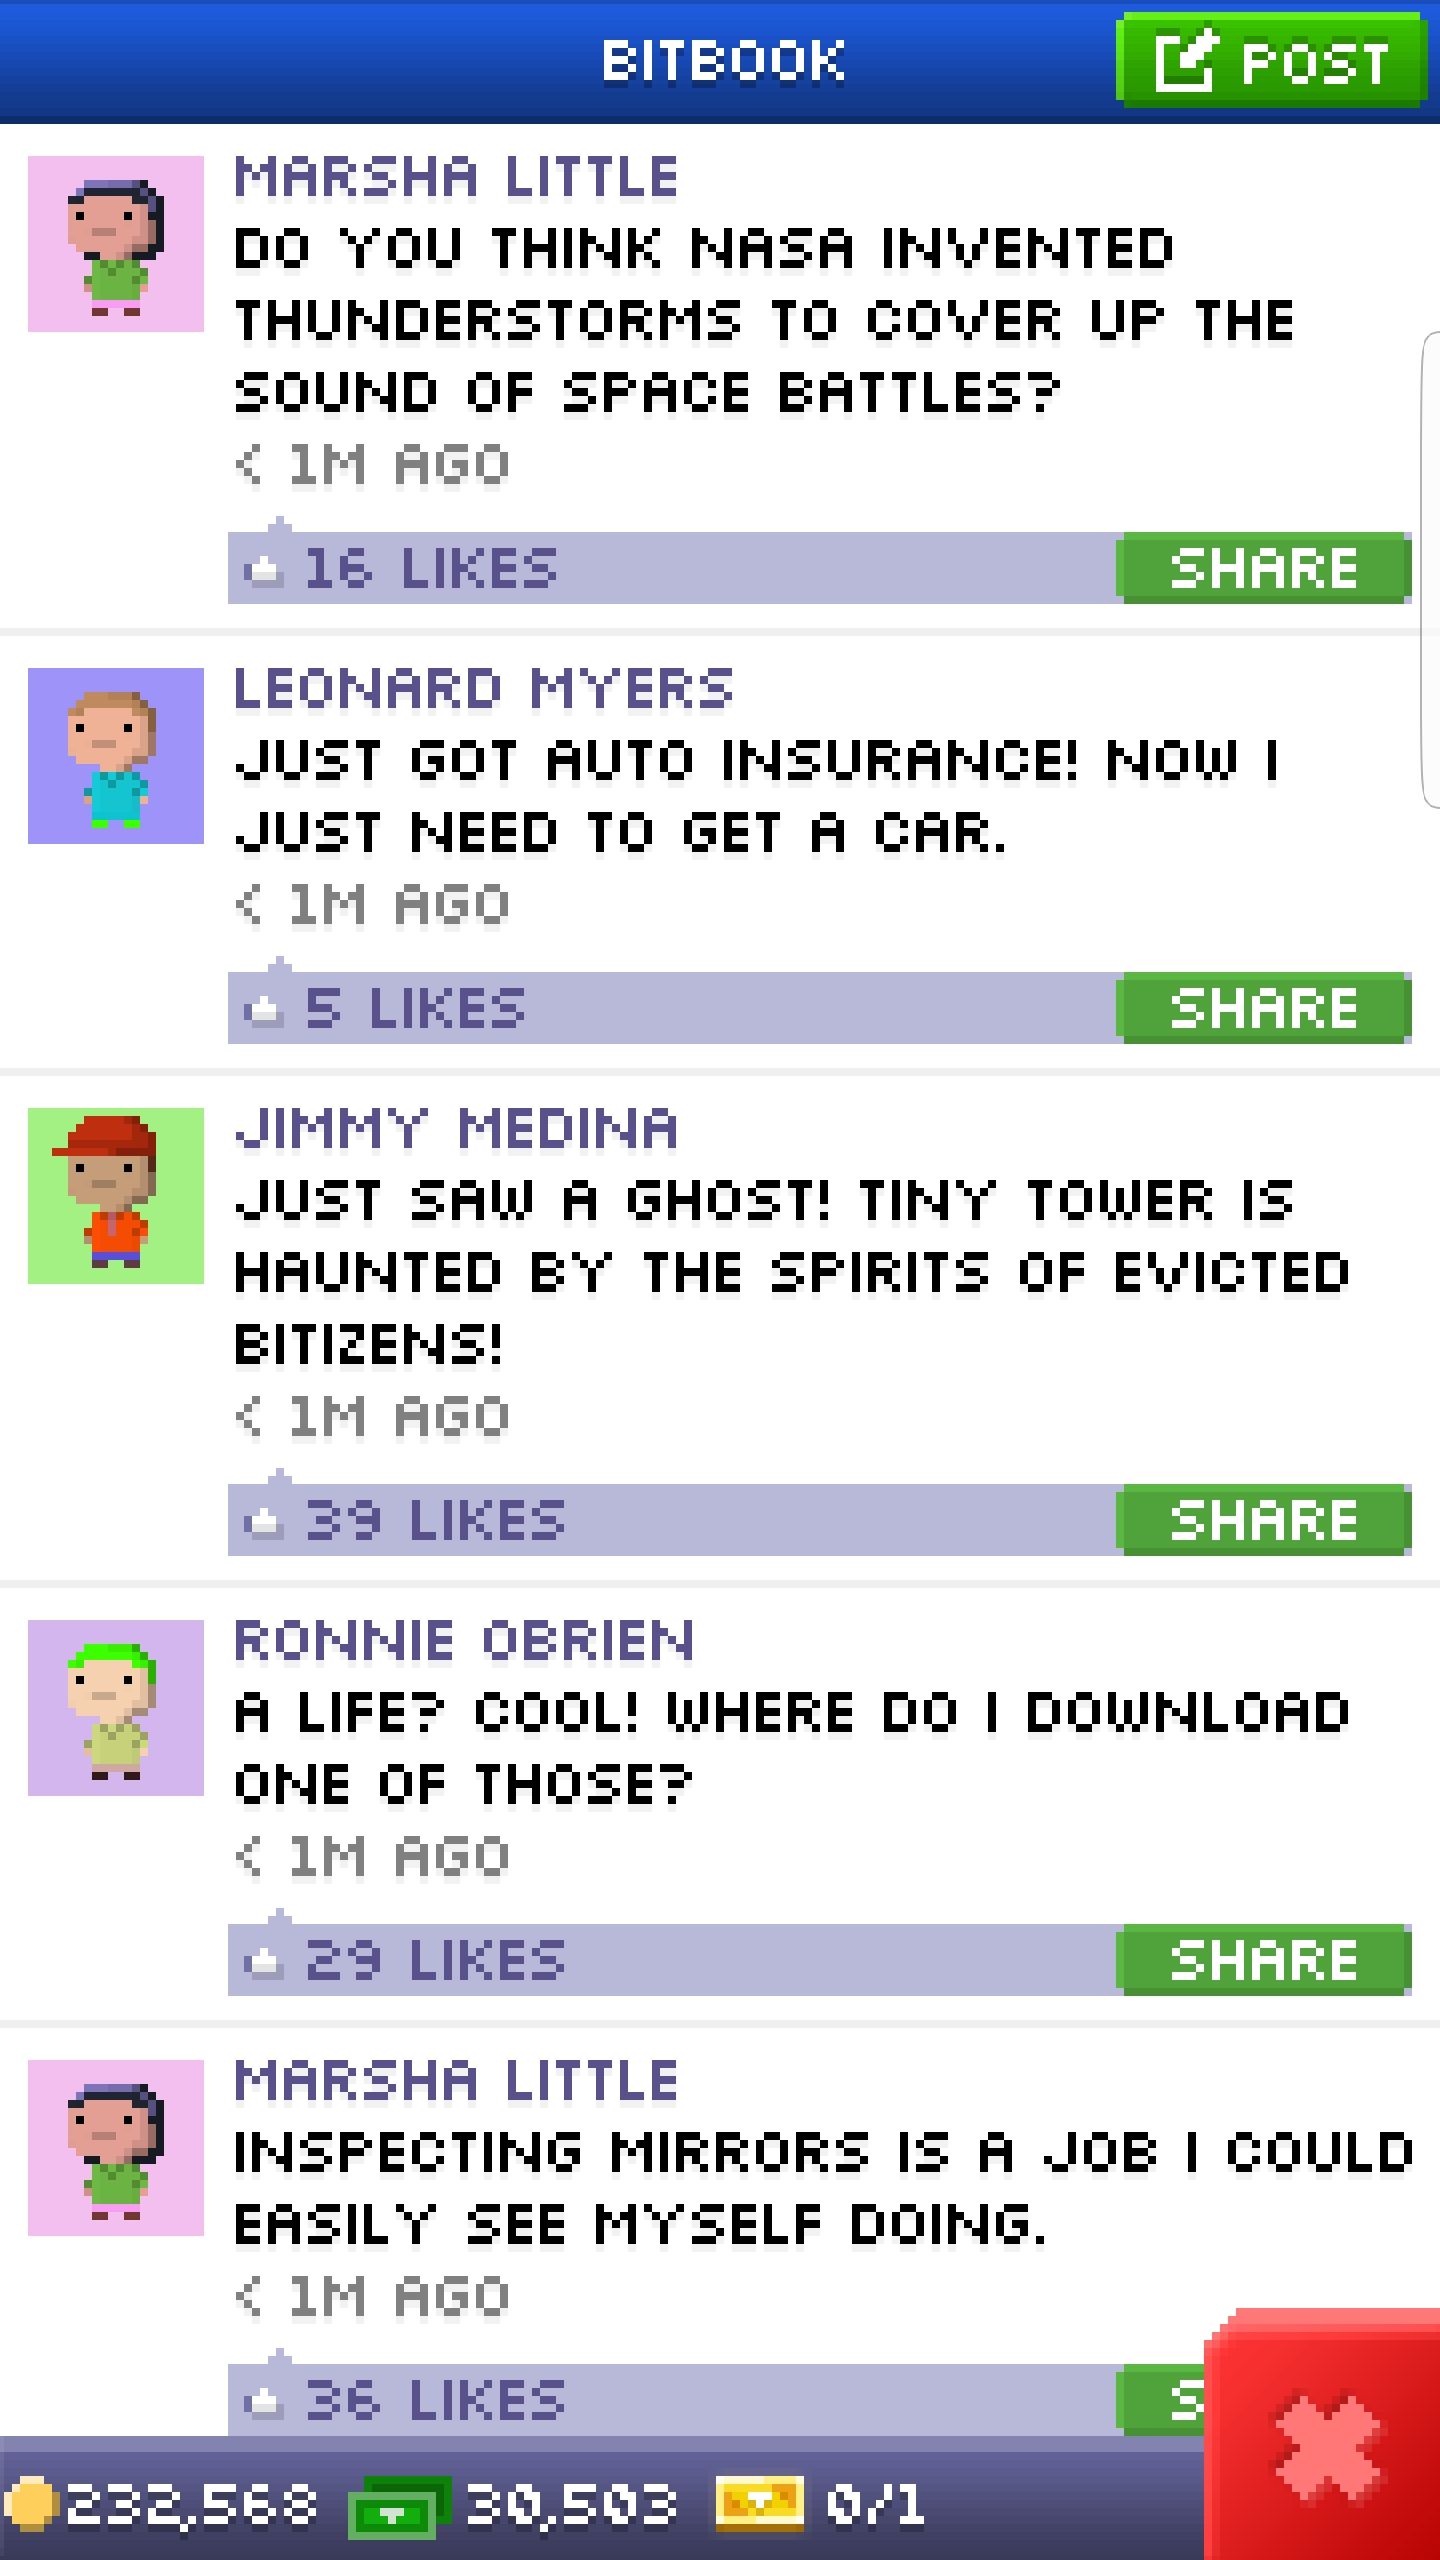 BITBOOK
POST
MARSHA LITTLE
DO YOU THINK NASA INVENTED
THUNDERSTORMS TO COVER UP THE
SOUND OF SPACE BATTLES?
< 1M AGO
16 LIKES
SHARE
LEONARD MYERS
JUST GOT AUTO INSURANCE! NOW I
JUST NEED TO GET A CAR.
< 1M AGO
5 LIKES
SHARE
JIMMY MEDINA
JUST SAW A GHOST! TINY TOWER IS
HAUNTED BY THE SPIRITS OF EVICTED
BITIZENS!
< 1M AGO
39 LIKES
SHARE
RONNIE OBRIEN
A LIFE? COOL! WHERE DO I DOWNLOAD
ONE OF THOSE?
< 1M AGO
29 LIKES
SHARE
MARSHA LITTLE
INSPECTING MIRRORS IS A JOB I COULD
EASILY SEE MYSELF DOING.
< 1M AGO
36 LIKES
S
232,568
30,503
0/1